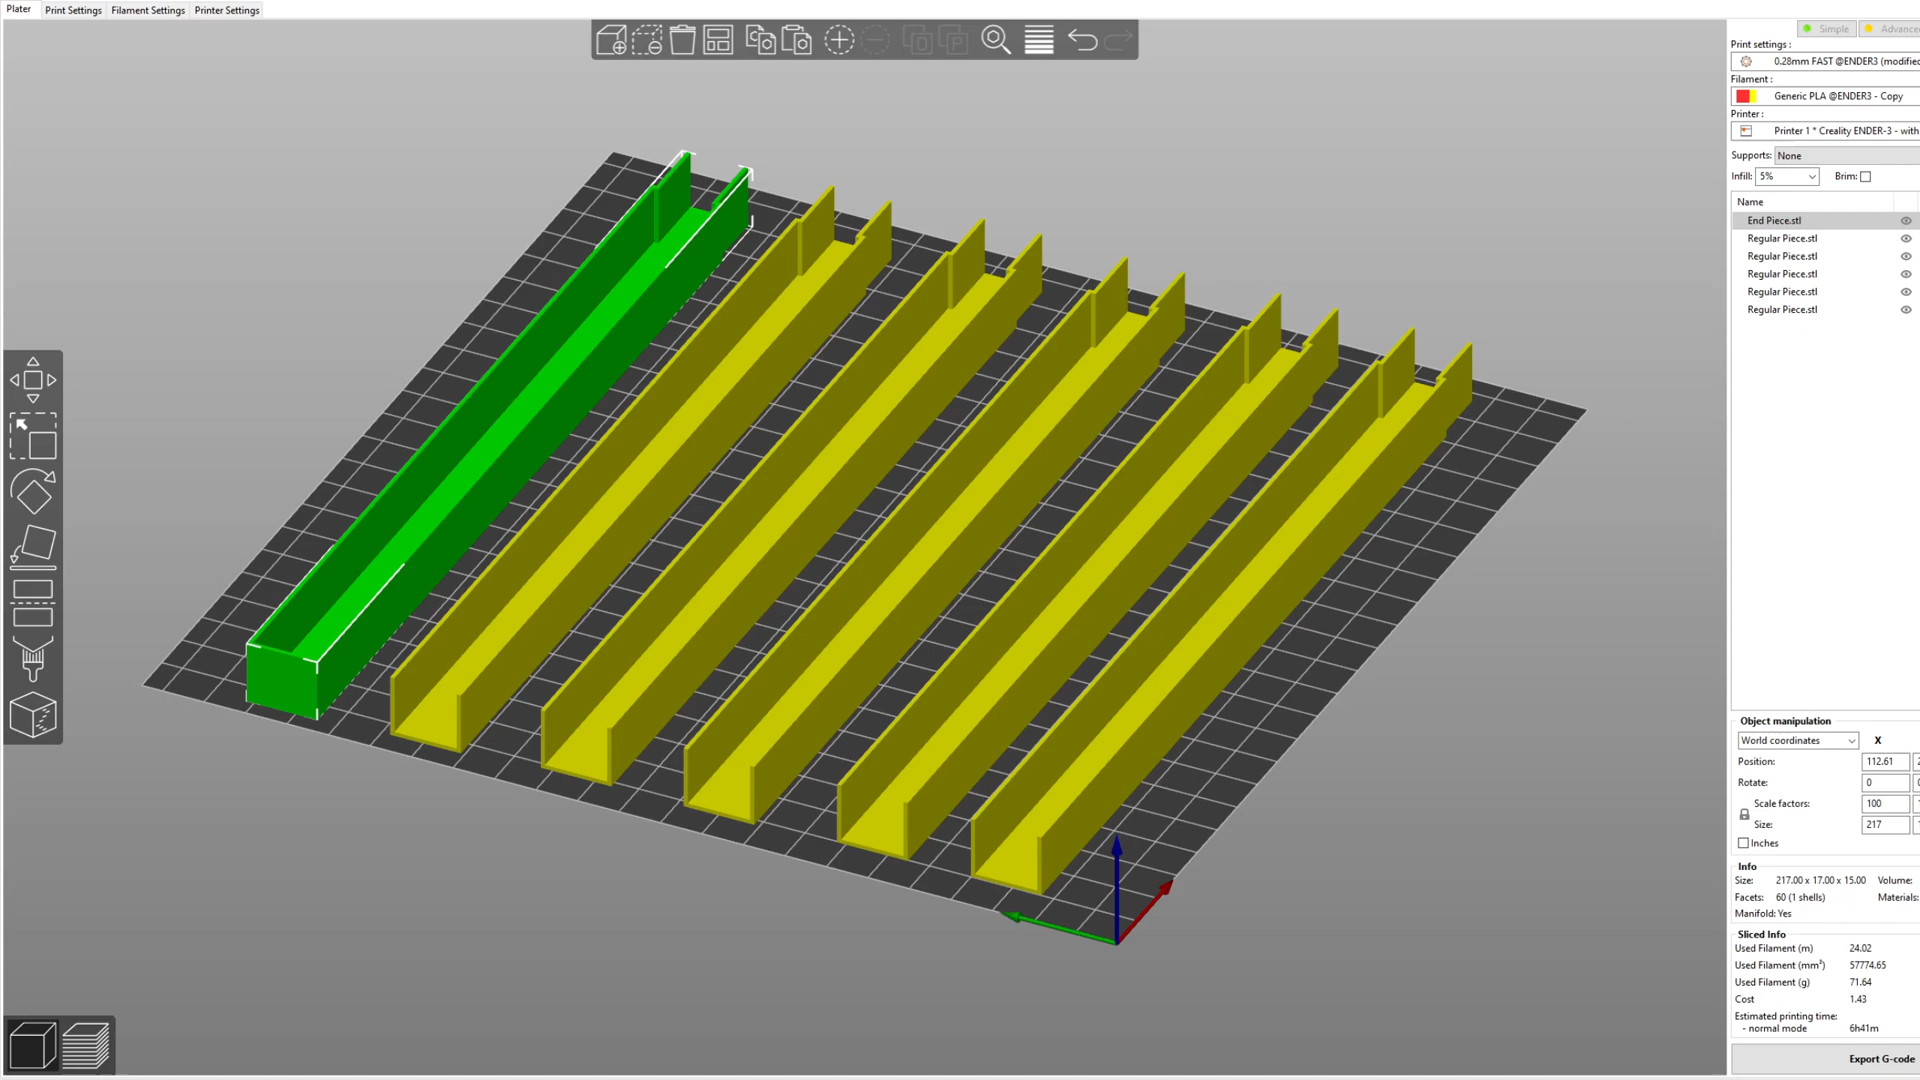 Plater Print Settings Filament Settings Printer Settings
Simple Advance
Print settings :
0.28mm FAST @ENDER3 (modified
Filament :
Generic PLA @ENDER3 - Copy
Printer :
Printer 1 * Creality ENDER-3 - with
Supports: None
Infill: 5% Brim:
Name
End Piece.stl
Regular Piece.stl
Regular Piece.stl
Regular Piece.stl
Regular Piece.stl
Regular Piece.stl
Object manipulation
World coordinates X
Position: 112.61
Rotate: 0
Scale factors: 100
Size: 217
Inches
Info
Size: 217.00 x 17.00 x 15.00 Volume:
Facets: 60 (1 shells) Materials:
Manifold: Yes
Sliced Info
Used Filament (m) 24.02
Used Filament (mm³) 57774.65
Used Filament (g) 71.64
Cost 1.43
Estimated printing time:
- normal mode 6h41m
Export G-code